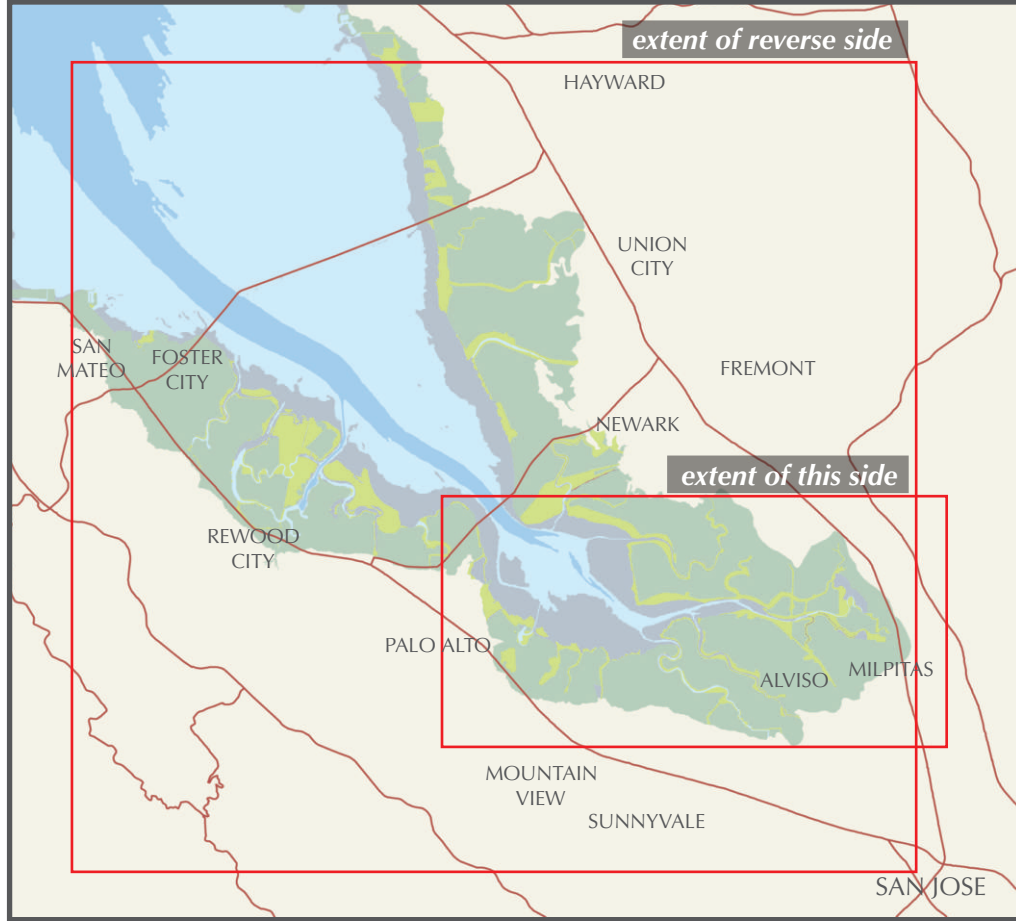 extent of reverse side
HAYWARD
UNION
CITY
SAN
MATEO
FOSTER
CITY
FREMONT
NEWARK
extent of this side
REWOOD
CITY
PALO ALTO
ALVISO
MILPITAS
MOUNTAIN
VIEW
SUNNYVALE
SAN JOSE